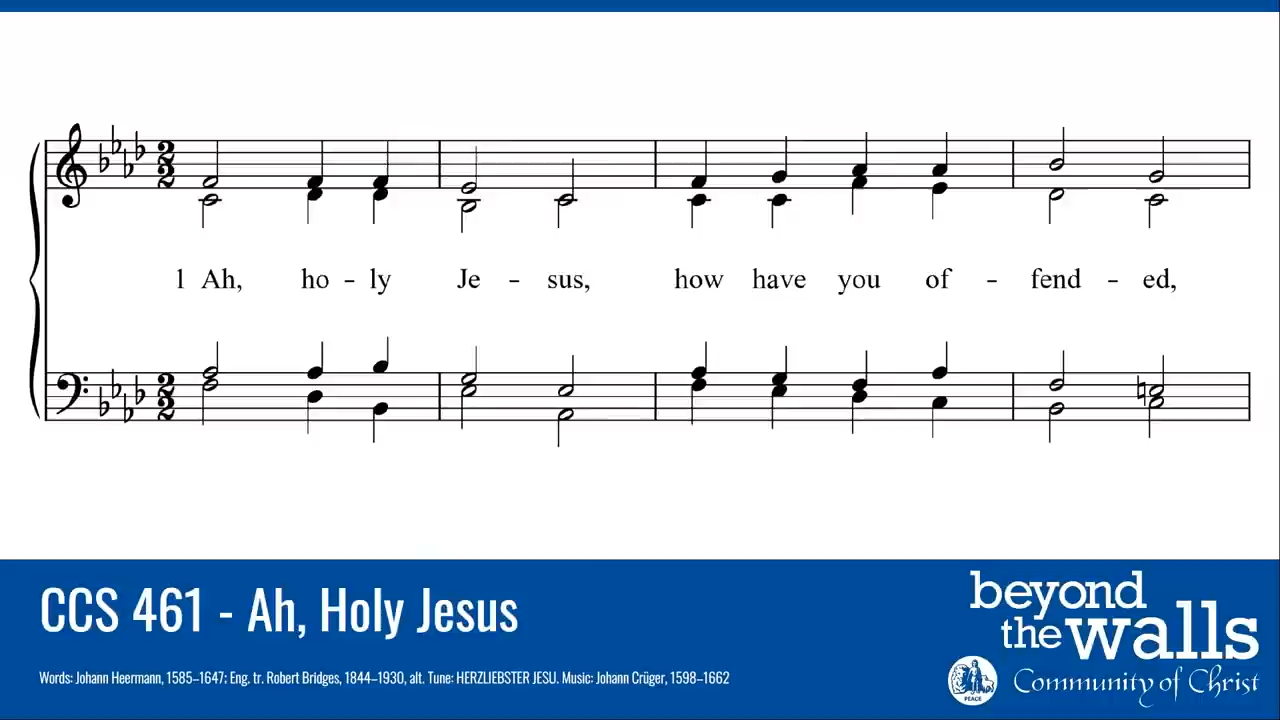 1 Ah, ho - ly Je - sus, how have you of - fend - ed,
CCS 461 - Ah, Holy Jesus
Words: Johann Heermann, 1585–1647; Eng. tr. Robert Bridges, 1844–1930, alt. Tune: HERZLIEBSTER JESU. Music: Johann Crüger, 1598–1662
beyond
the walls
PEACE
Community of Christ